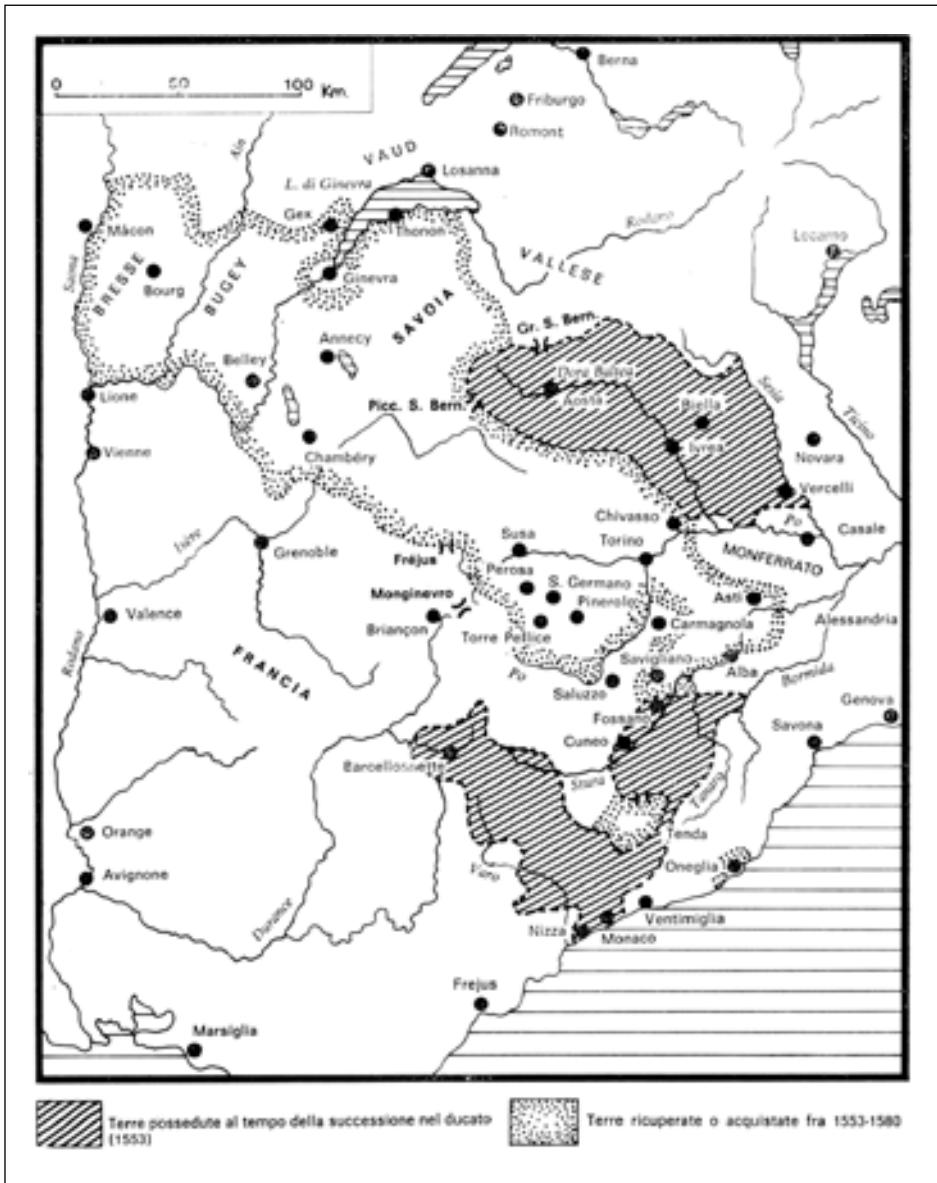 0 50 100 Km.
Berna
Friburgo
Romont
Ain
VAUD
Losanna
L. di Ginevra
Gex
Thonon
Rodano
Locarno
Mâcon
Saona
BRESSE
Bourg
BUGEY
Ginevra
VALLESE
SAVOIA
Annecy
Gr. S. Bern.
Belley
Dora Baltea
Aosta
Biella
Sesia
Ticino
Lione
Picc. S. Bern.
Ivrea
Novara
Vienne
Chambéry
Vercelli
Chivasso
Po
Casale
Isère
Grenoble
Susa
Torino
MONFERRATO
Fréjus
Perosa
S. Germano
Pinerolo
Asti
Monginevro
Valence
Briançon
Torre Pellice
Carmagnola
Alessandria
Rodano
FRANCIA
Po
Savigliano
Alba
Bormida
Saluzzo
Fossano
Genova
Savona
Cuneo
Barcellonette
Stura
Tanaro
Orange
Tenda
Avignone
Varo
Oneglia
Durance
Ventimiglia
Nizza
Monaco
Frejus
Marsiglia
Terre possedute al tempo della successione nel ducato
(1553)
Terre ricuperate o acquistate fra 1553-1580